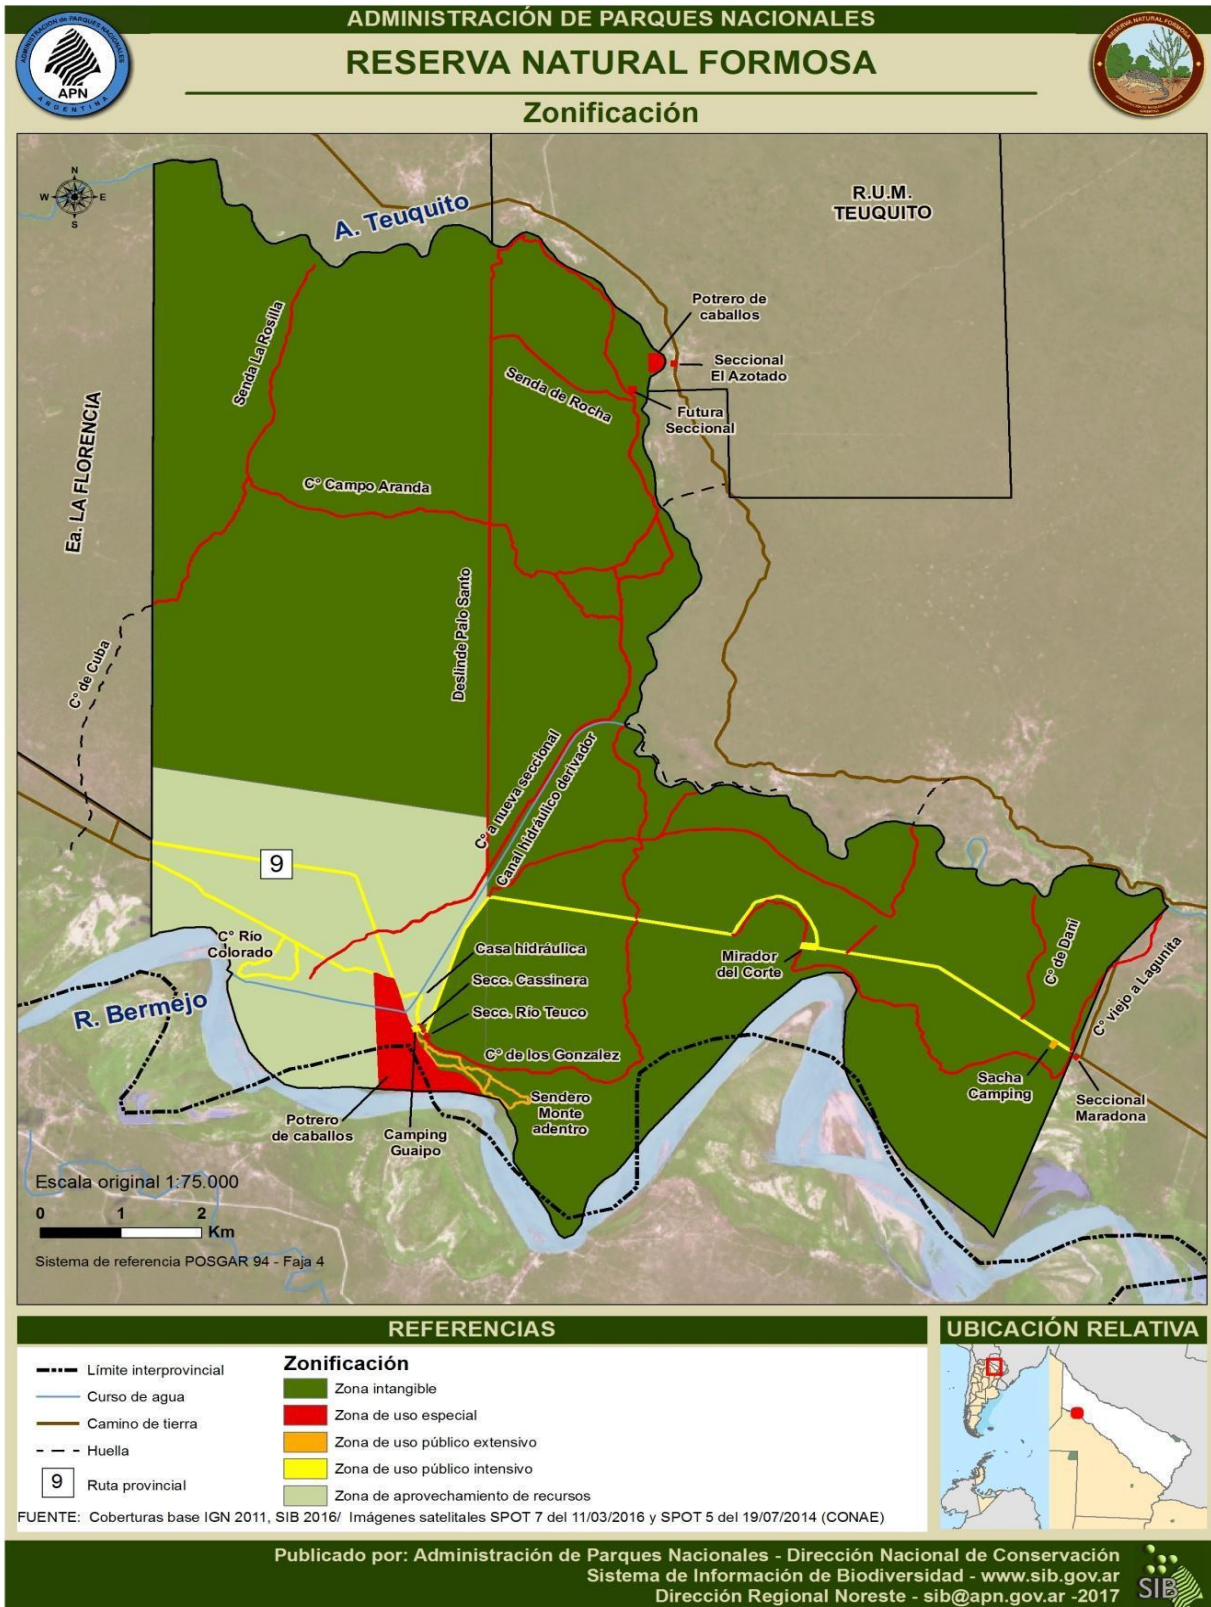 ADMINISTRACIÓN DE PARQUES NACIONALES
RESERVA NATURAL FORMOSA
Zonificación
ADMINISTRACIÓN DE PARQUES NACIONALES
APN
ARGENTINA
RESERVA NATURAL FORMOSA
N
W
E
S
A. Teuquito
R.U.M.
TEUQUITO
Potrero de
caballos
Seccional
El Azotado
Senda La Rosilla
Senda de Rocha
Futura
Seccional
Ea. LA FLORENCIA
C° Campo Aranda
Deslinde Palo Santo
C° de Cuba
C° a nueva seccional
Canal hidráulico derivador
9
C° Río
Colorado
Casa hidráulica
Secc. Cassinera
Secc. Río Teuco
Mirador
del Corte
C° de Dani
C° viejo a Lagunita
R. Bermejo
C° de los Gonzalez
Sendero
Monte
adentro
Sacha
Camping
Seccional
Maradona
Potrero
de caballos
Camping
Guaipo
Escala original 1:75.000
0 1 2
Km
Sistema de referencia POSGAR 94 - Faja 4
REFERENCIAS
Límite interprovincial
Curso de agua
Camino de tierra
Huella
9 Ruta provincial
Zonificación
Zona intangible
Zona de uso especial
Zona de uso público extensivo
Zona de uso público intensivo
Zona de aprovechamiento de recursos
FUENTE: Coberturas base IGN 2011, SIB 2016/ Imágenes satelitales SPOT 7 del 11/03/2016 y SPOT 5 del 19/07/2014 (CONAE)
UBICACIÓN RELATIVA
Publicado por: Administración de Parques Nacionales - Dirección Nacional de Conservación
Sistema de Información de Biodiversidad - www.sib.gov.ar
Dirección Regional Noreste - sib@apn.gov.ar -2017
SIB